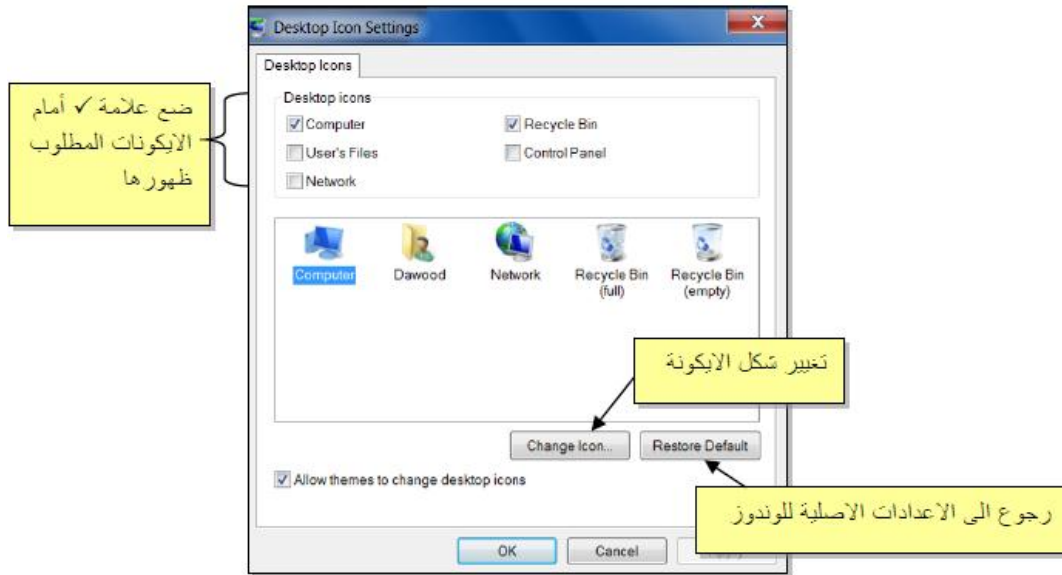 Desktop Icon Settings
Desktop Icons
ضع علامة ✓ أمام
الايكونات المطلوب
ظهورها
Desktop icons
Computer
Recycle Bin
User's Files
Control Panel
Network
Computer
Dawood
Network
Recycle Bin
(full)
Recycle Bin
(empty)
تغيير شكل الايكونة
Change Icon...
Restore Default
Allow themes to change desktop icons
رجوع الى الاعدادات الاصلية للوندوز
OK
Cancel